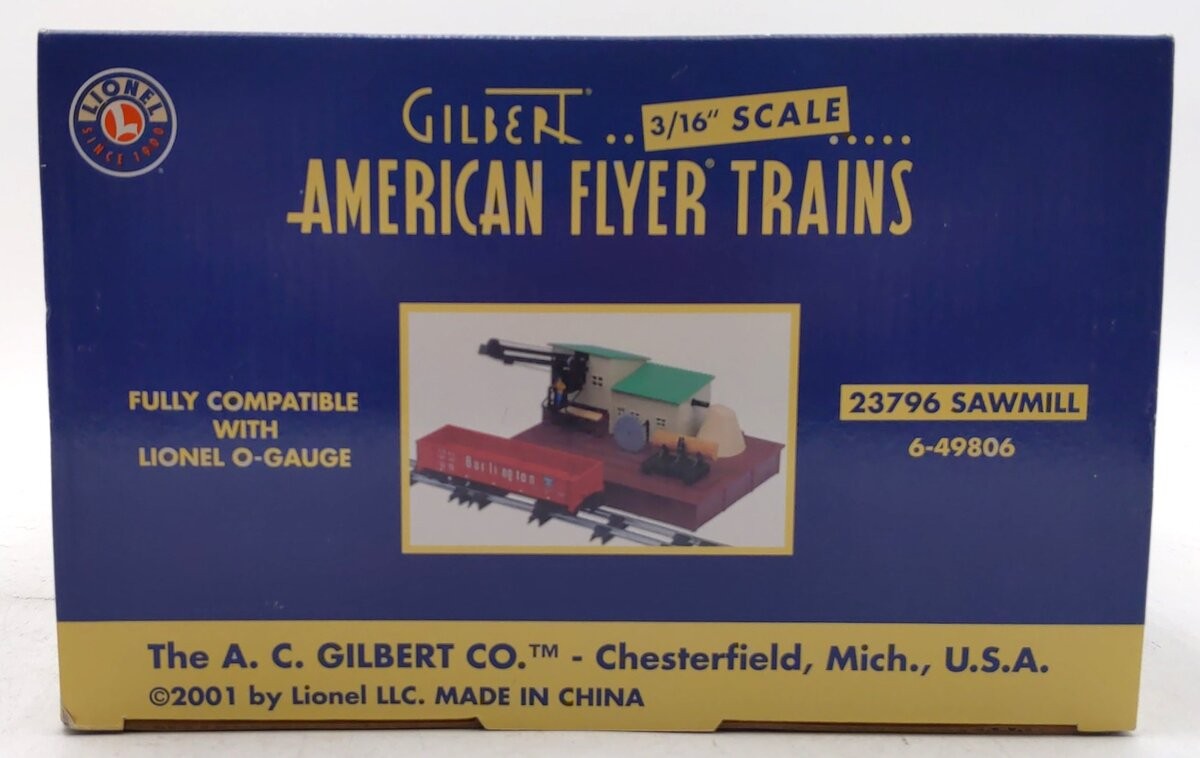 LIONEL
SINCE 1900
GILBERT® .. 3/16" SCALE .....
AMERICAN FLYER® TRAINS
FULLY COMPATIBLE
WITH
LIONEL O-GAUGE
Burlington
23796 SAWMILL
6-49806
The A. C. GILBERT CO.™ - Chesterfield, Mich., U.S.A.
©2001 by Lionel LLC. MADE IN CHINA